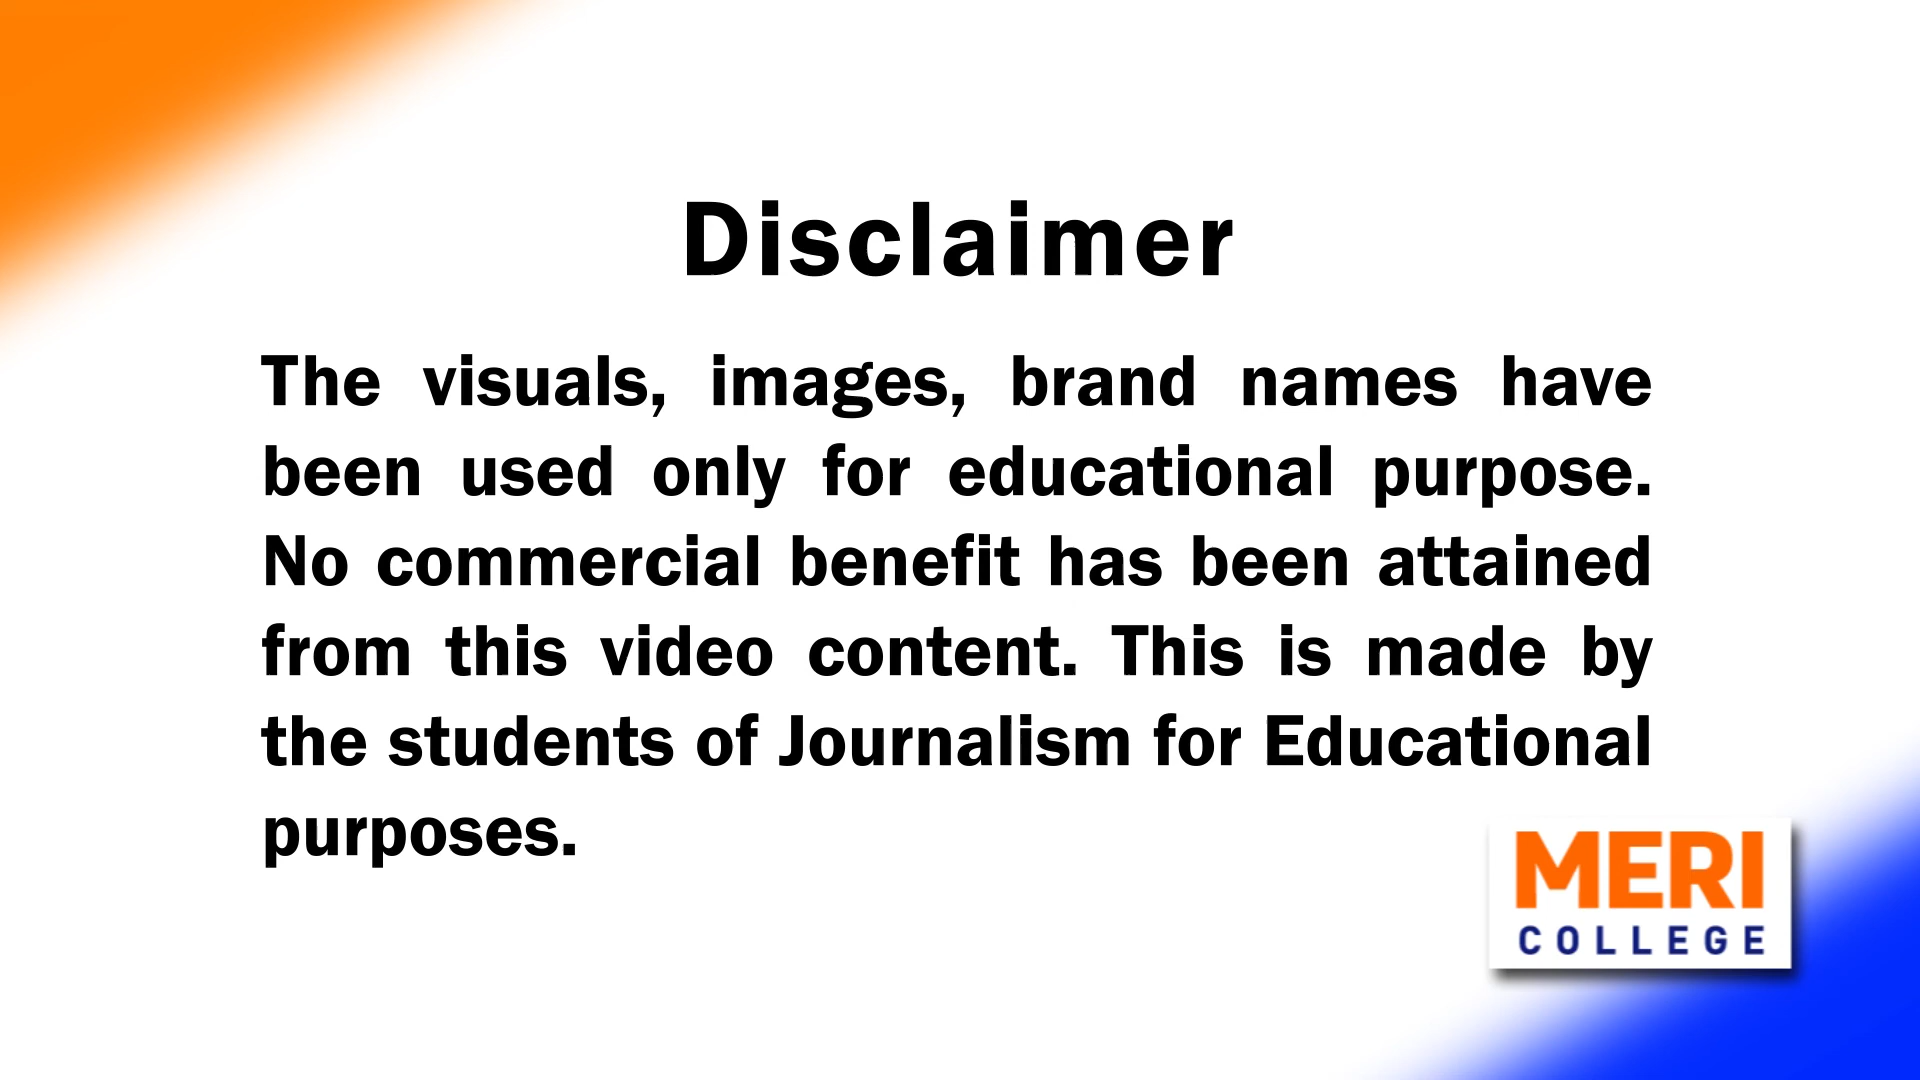 Disclaimer
The visuals, images, brand names have
been used only for educational purpose.
No commercial benefit has been attained
from this video content. This is made by
the students of Journalism for Educational
purposes.
MERI
COLLEGE